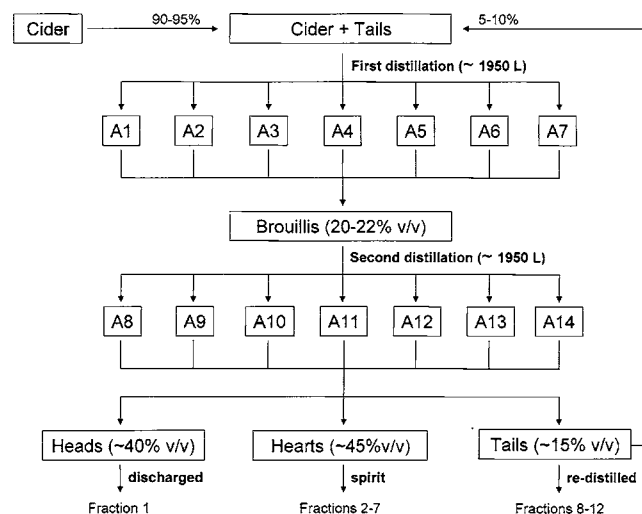 90-95%
5-10%
Cider
Cider + Tails
First distillation (~ 1950 L)
A1 A2 A3 A4 A5 A6 A7
Brouillis (20-22% v/v)
Second distillation (~ 1950 L)
A8 A9 A10 A11 A12 A13 A14
Heads (~40% v/v) Hearts (~45%v/v) Tails (~15% v/v)
discharged spirit re-distilled
Fraction 1 Fractions 2-7 Fractions 8-12